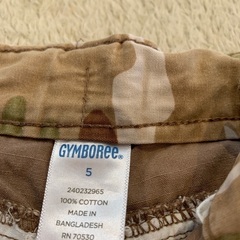 GYMBOREE®
5
240232965
100% COTTON
MADE IN
BANGLADESH
RN 70530